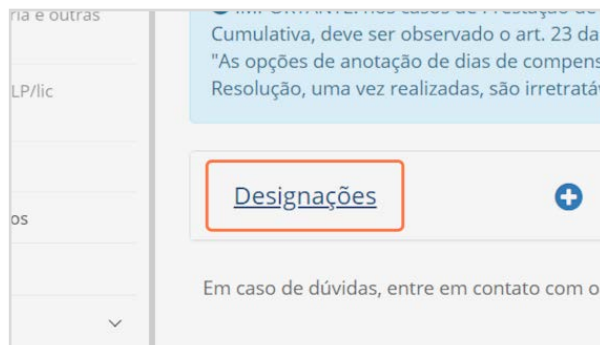 ria e outras
IMPORTANTE: nos casos de Prestação de
Cumulativa, deve ser observado o art. 23 da
"As opções de anotação de dias de compens
LP/lic
Resolução, uma vez realizadas, são irretratáv
Designações
os
Em caso de dúvidas, entre em contato com o